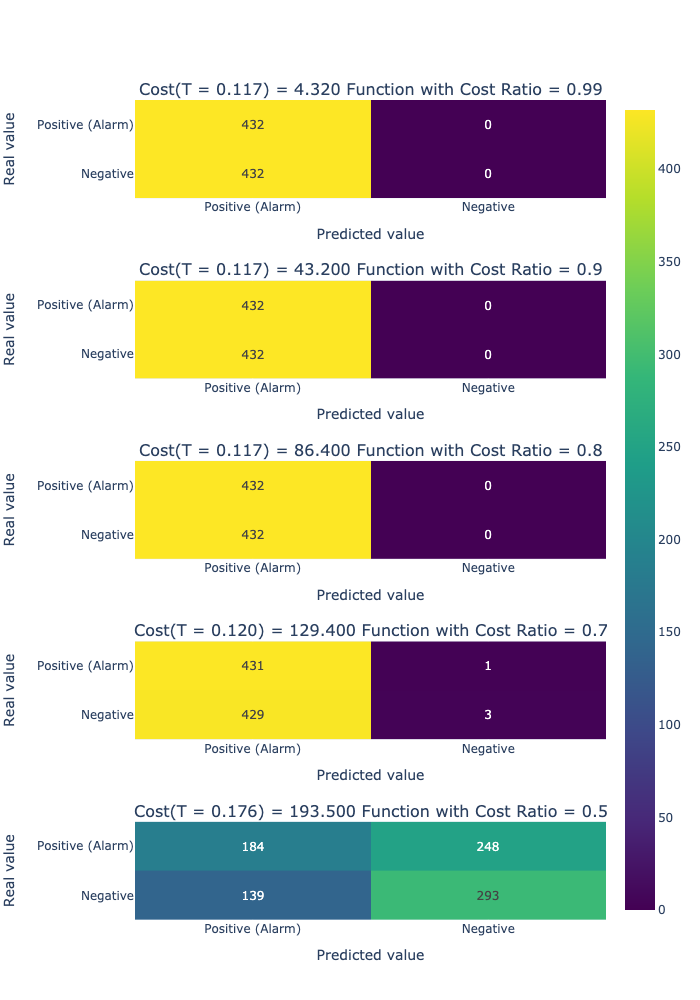 Cost(T = 0.117) = 4.320 Function with Cost Ratio = 0.99
Real value
Positive (Alarm)
432
0
Negative
432
0
Positive (Alarm)
Negative
Predicted value
Cost(T = 0.117) = 43.200 Function with Cost Ratio = 0.9
Real value
Positive (Alarm)
432
0
Negative
432
0
Positive (Alarm)
Negative
Predicted value
Cost(T = 0.117) = 86.400 Function with Cost Ratio = 0.8
Real value
Positive (Alarm)
432
0
Negative
432
0
Positive (Alarm)
Negative
Predicted value
Cost(T = 0.120) = 129.400 Function with Cost Ratio = 0.7
Real value
Positive (Alarm)
431
1
Negative
429
3
Positive (Alarm)
Negative
Predicted value
Cost(T = 0.176) = 193.500 Function with Cost Ratio = 0.5
Real value
Positive (Alarm)
184
248
Negative
139
293
Positive (Alarm)
Negative
Predicted value
400
350
300
250
200
150
100
50
0